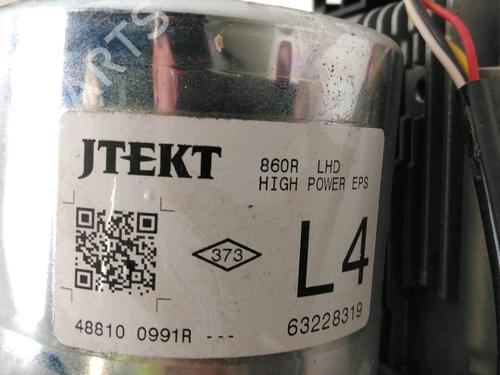 JTEKT
860R LHD
HIGH POWER EPS
373
L4
48810 0991R ---
63228319